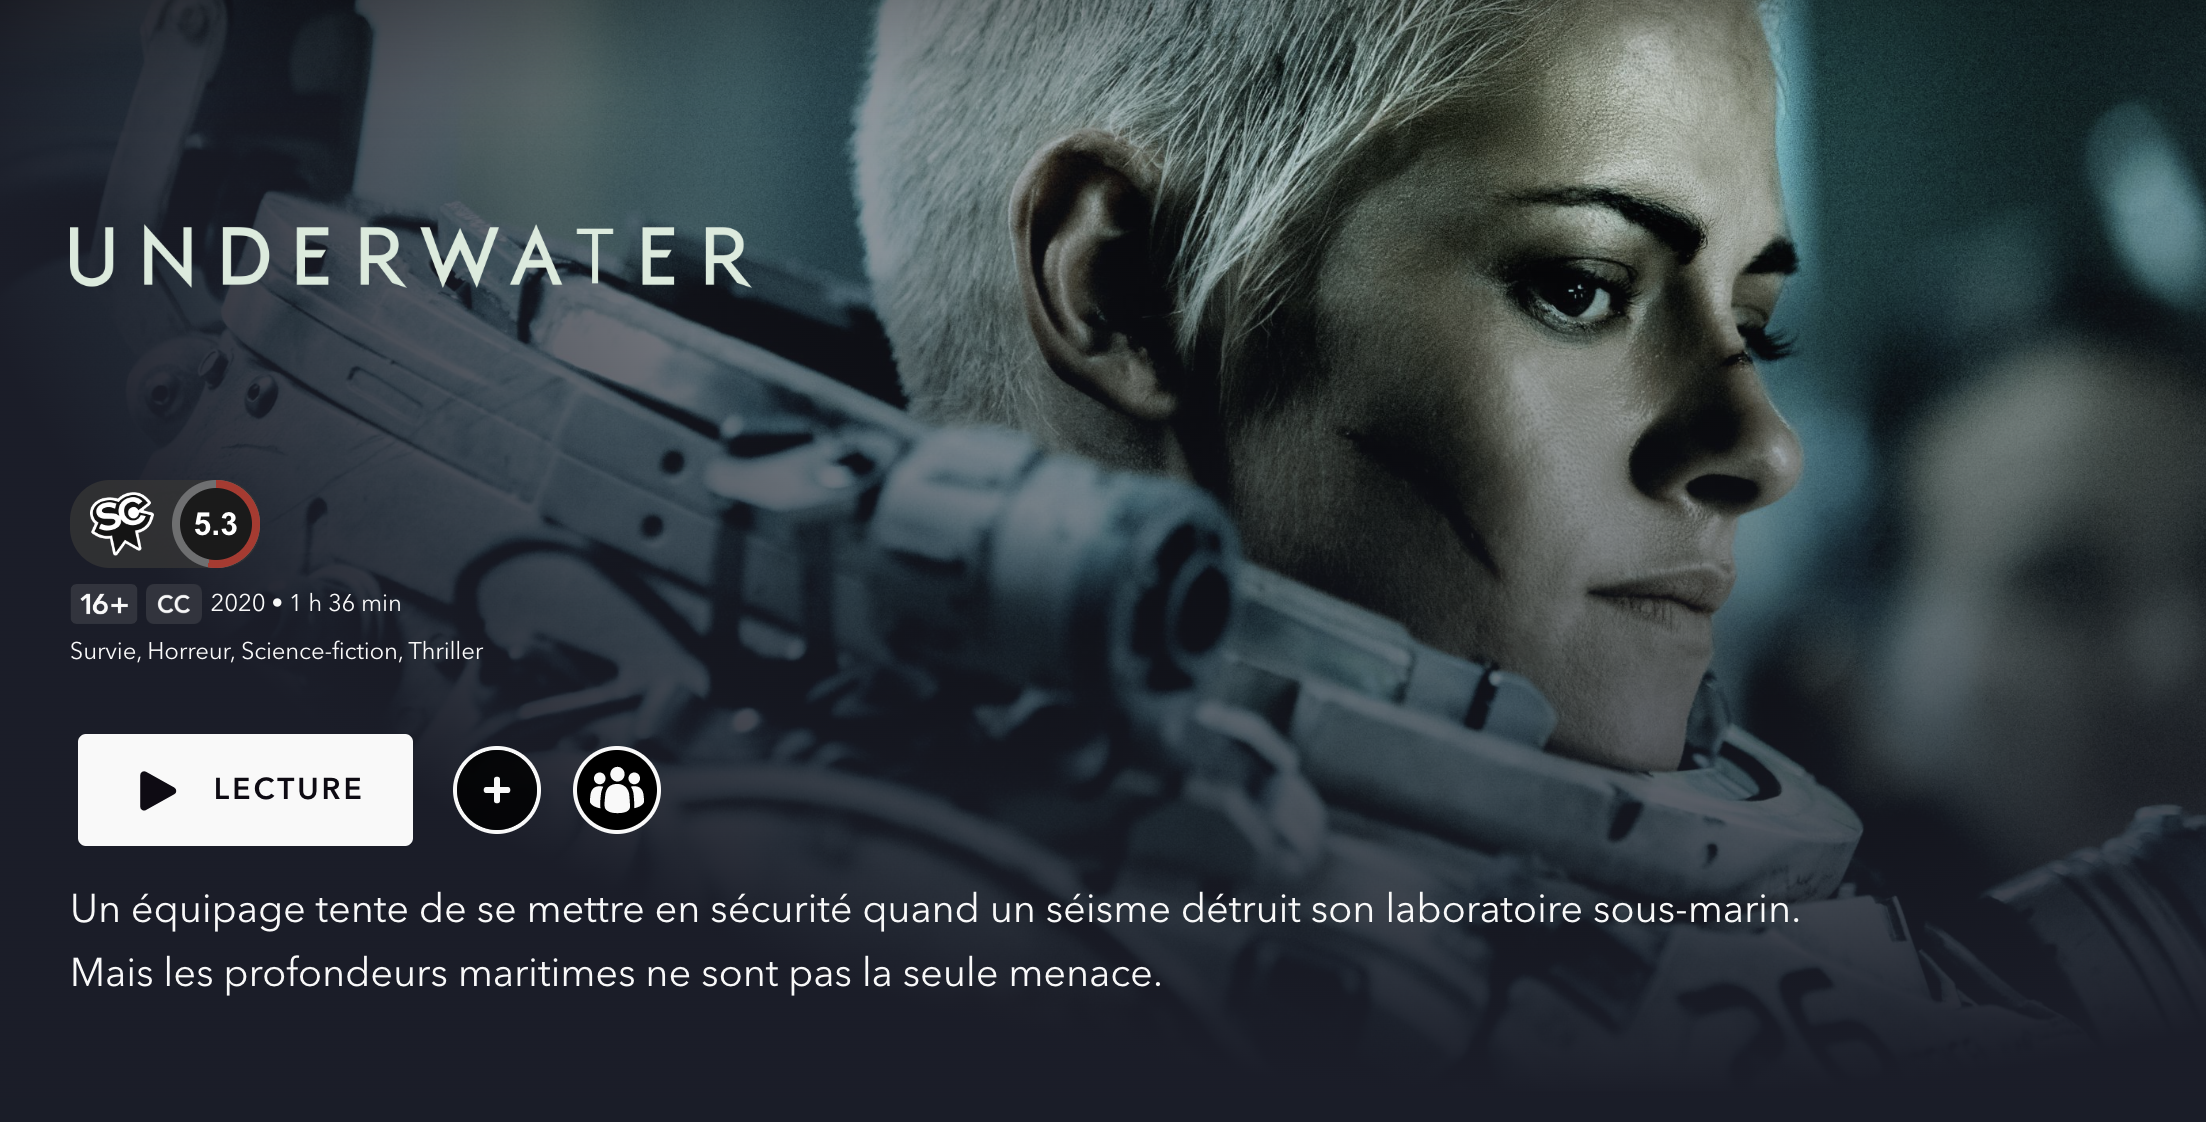 UNDERWATER
SC 5.3
16+ CC 2020 • 1 h 36 min
Survie, Horreur, Science-fiction, Thriller
LECTURE
Un équipage tente de se mettre en sécurité quand un séisme détruit son laboratoire sous-marin.
Mais les profondeurs maritimes ne sont pas la seule menace.
36